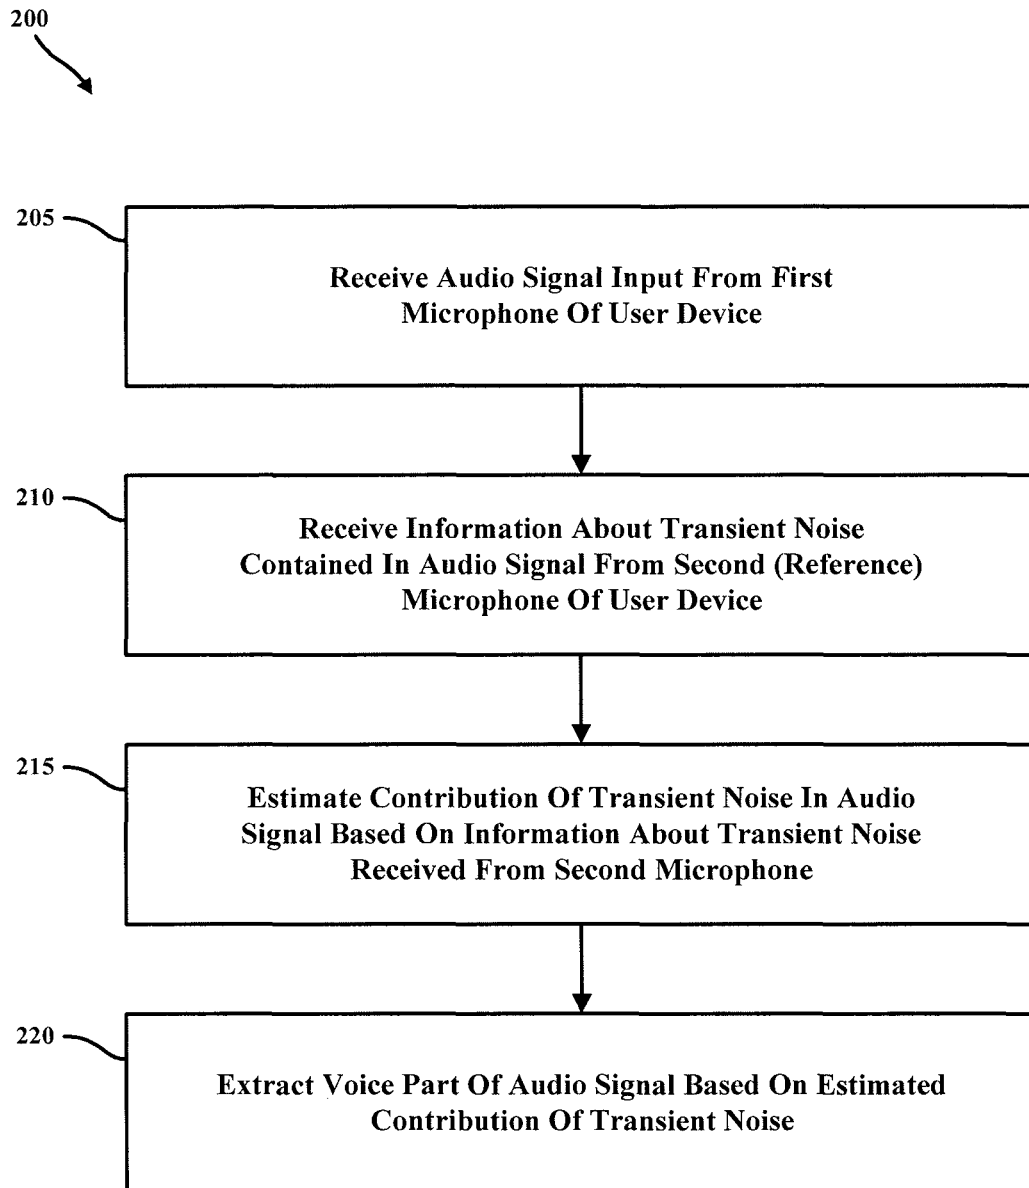 200
205
Receive Audio Signal Input From First
Microphone Of User Device
210
Receive Information About Transient Noise
Contained In Audio Signal From Second (Reference)
Microphone Of User Device
215
Estimate Contribution Of Transient Noise In Audio
Signal Based On Information About Transient Noise
Received From Second Microphone
220
Extract Voice Part Of Audio Signal Based On Estimated
Contribution Of Transient Noise